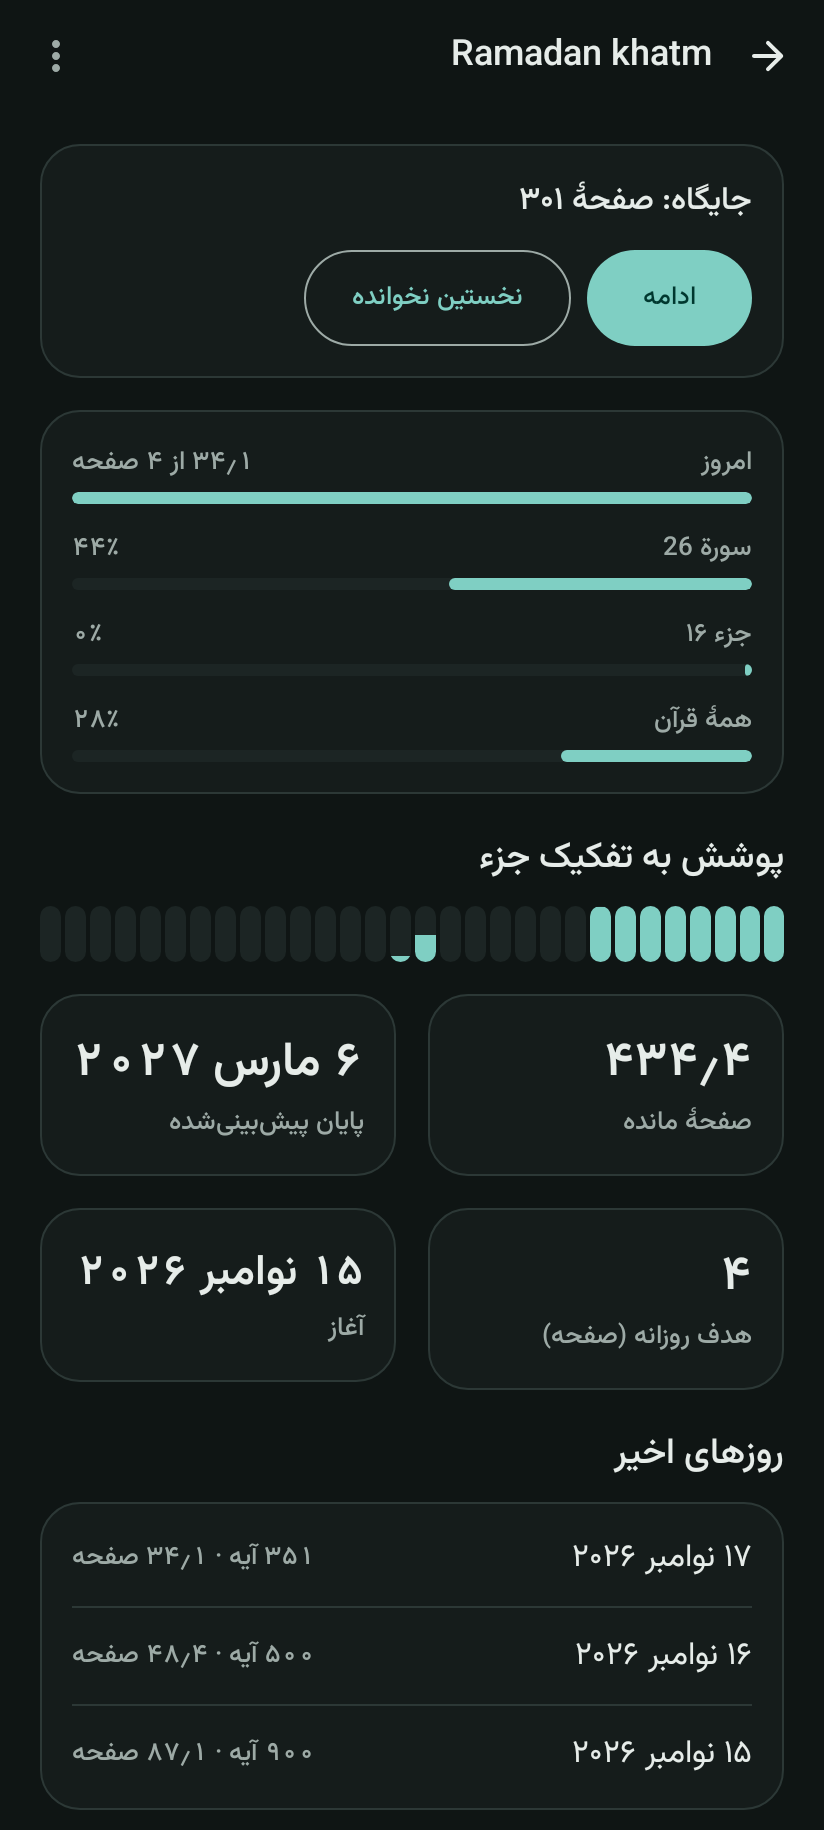 Ramadan khatm
جایگاه: صفحهٔ ۳۰۱
ادامه
نخستین نخوانده
امروز
۳۴٫۱ از ۴ صفحه
سورة 26
۴۴٪
جزء ۱۶
۰٪
همهٔ قرآن
۲۸٪
پوشش به تفکیک جزء
۴۳۴٫۴
صفحهٔ مانده
۶ مارس ۲۰۲۷
پایان پیش‌بینی‌شده
۴
هدف روزانه (صفحه)
۱۵ نوامبر ۲۰۲۶
آغاز
روزهای اخیر
۱۷ نوامبر ۲۰۲۶
۳۵۱ آیه · ۳۴٫۱ صفحه
۱۶ نوامبر ۲۰۲۶
۵۰۰ آیه · ۴۸٫۴ صفحه
۱۵ نوامبر ۲۰۲۶
۹۰۰ آیه · ۸۷٫۱ صفحه